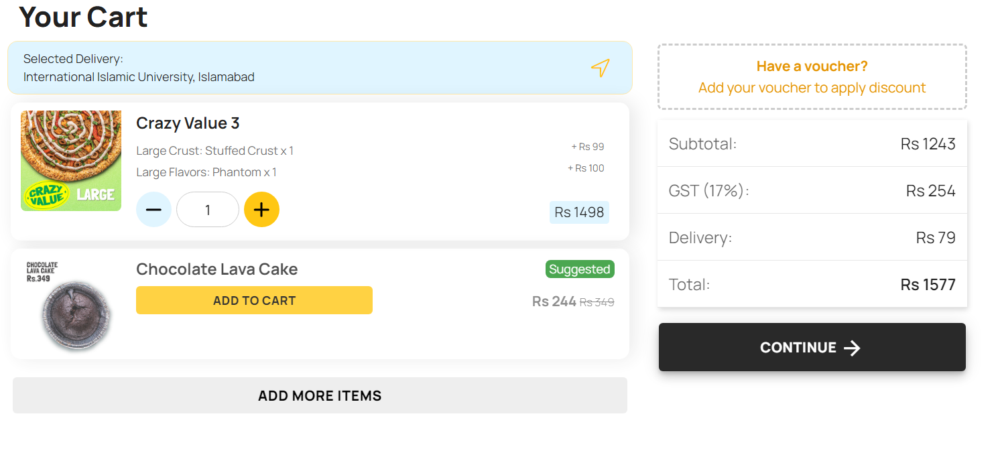 Your Cart
Selected Delivery:
International Islamic University, Islamabad
Crazy Value 3
Large Crust: Stuffed Crust x 1
+ Rs 99
Large Flavors: Phantom x 1
+ Rs 100
CRAZY
VALUE
LARGE
1
Rs 1498
CHOCOLATE
LAVA CAKE
Rs.349
Chocolate Lava Cake
Suggested
ADD TO CART
Rs 244 Rs 349
ADD MORE ITEMS
Have a voucher?
Add your voucher to apply discount
Subtotal: Rs 1243
GST (17%): Rs 254
Delivery: Rs 79
Total: Rs 1577
CONTINUE